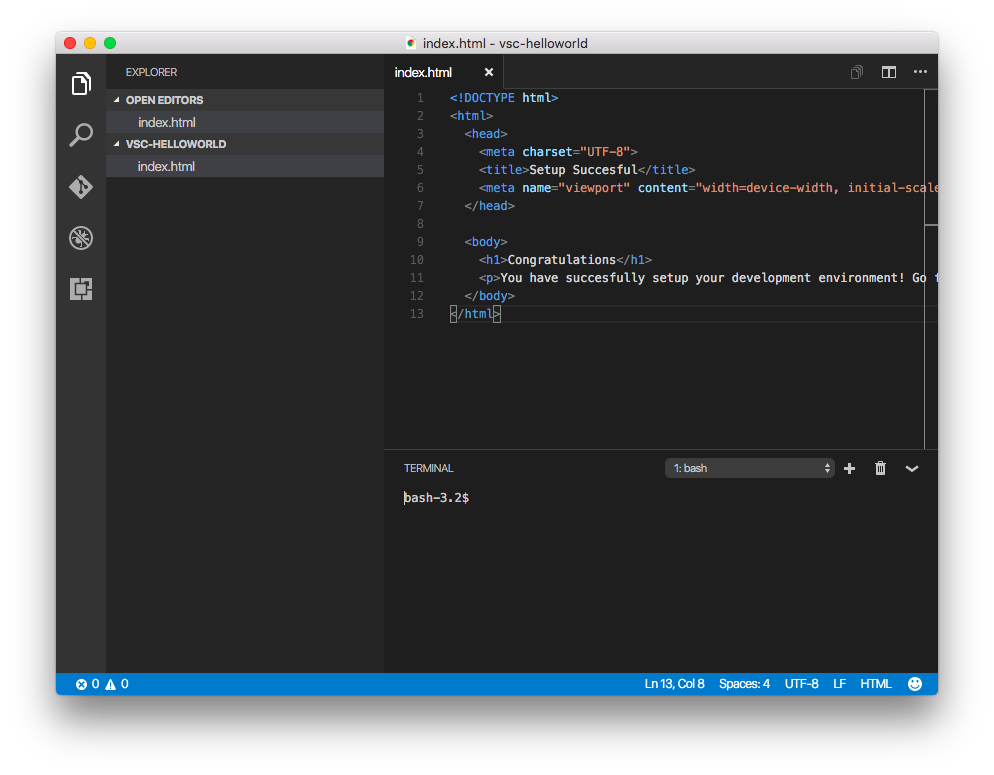 index.html - vsc-helloworld
EXPLORER
OPEN EDITORS
index.html
VSC-HELLOWORLD
index.html
index.html
1 <!DOCTYPE html>
2 <html>
3 <head>
4 <meta charset="UTF-8">
5 <title>Setup Succesful</title>
6 <meta name="viewport" content="width=device-width, initial-scale
7 </head>
8
9 <body>
10 <h1>Congratulations</h1>
11 <p>You have succesfully setup your development environment! Go
12 </body>
13 </html>
TERMINAL
1: bash
bash-3.2$
0 0
Ln 13, Col 8 Spaces: 4 UTF-8 LF HTML